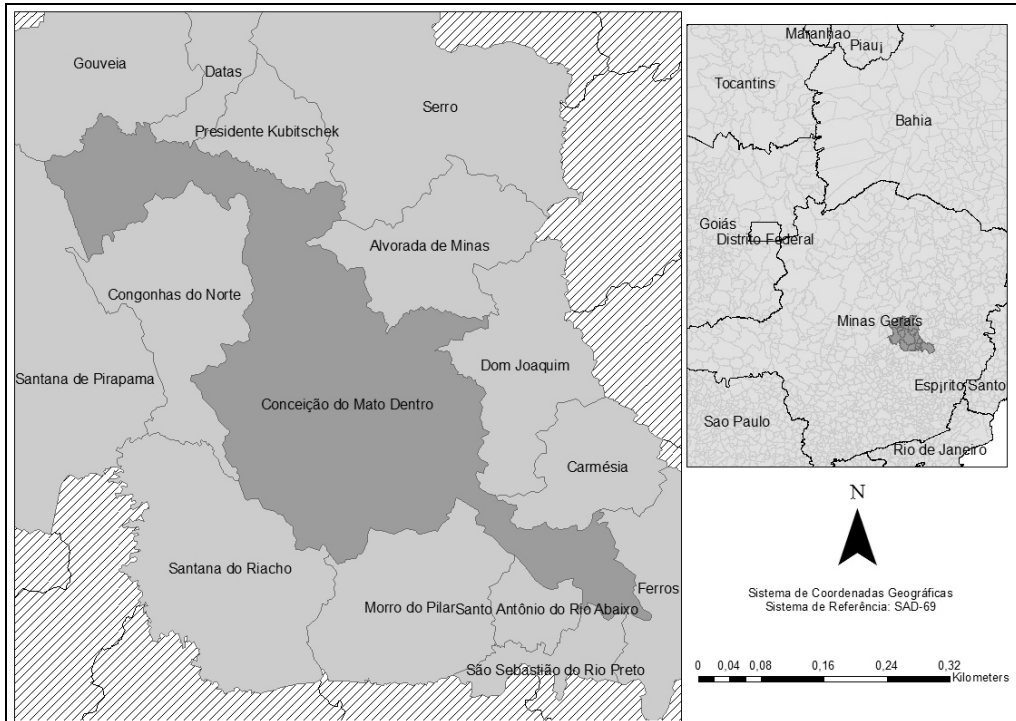 Gouveia
Datas
Serro
Presidente Kubitschek
Alvorada de Minas
Congonhas do Norte
Dom Joaquim
Santana de Pirapama
Conceição do Mato Dentro
Carmésia
Santana do Riacho
Ferros
Morro do Pilar
Santo Antônio do Rio Abaixo
São Sebastião do Rio Preto
Maranhao
Piau¡
Tocantins
Bahia
Goiás
Distrito Federal
Minas Gerais
Esp¡rito Santo
Sao Paulo
Rio de Janeiro
N
Sistema de Coordenadas Geográficas
Sistema de Referência: SAD-69
0 0,04 0,08 0,16 0,24 0,32
Kilometers